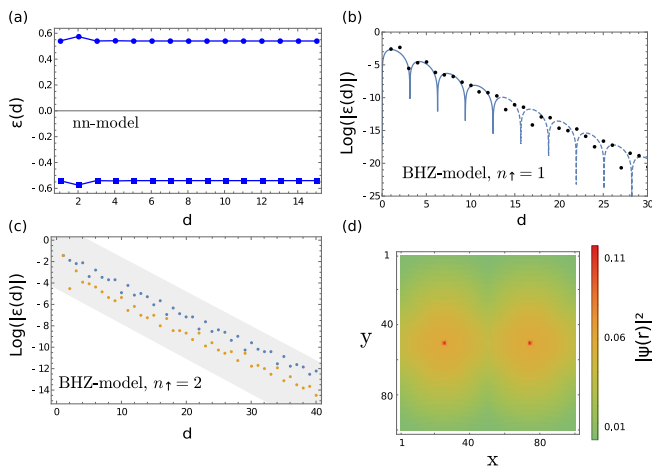 (a)
0.6
0.4
0.2
0.0
- 0.2
- 0.4
- 0.6
ε(d)
nn-model
2 4 6 8 10 12 14
d
(b)
0
-5
-10
-15
-20
- 25
Log(|ε(d)|)
BHZ-model, n↑ = 1
0 5 10 15 20 25 30
d
(c)
0
-2
-4
-6
-8
-10
-12
-14
Log(|ε(d)|)
BHZ-model, n↑ = 2
0 10 20 30 40
d
(d)
1
40
80
y
1 40 80
x
0.11
0.06
0.01
|ψ(r)|²